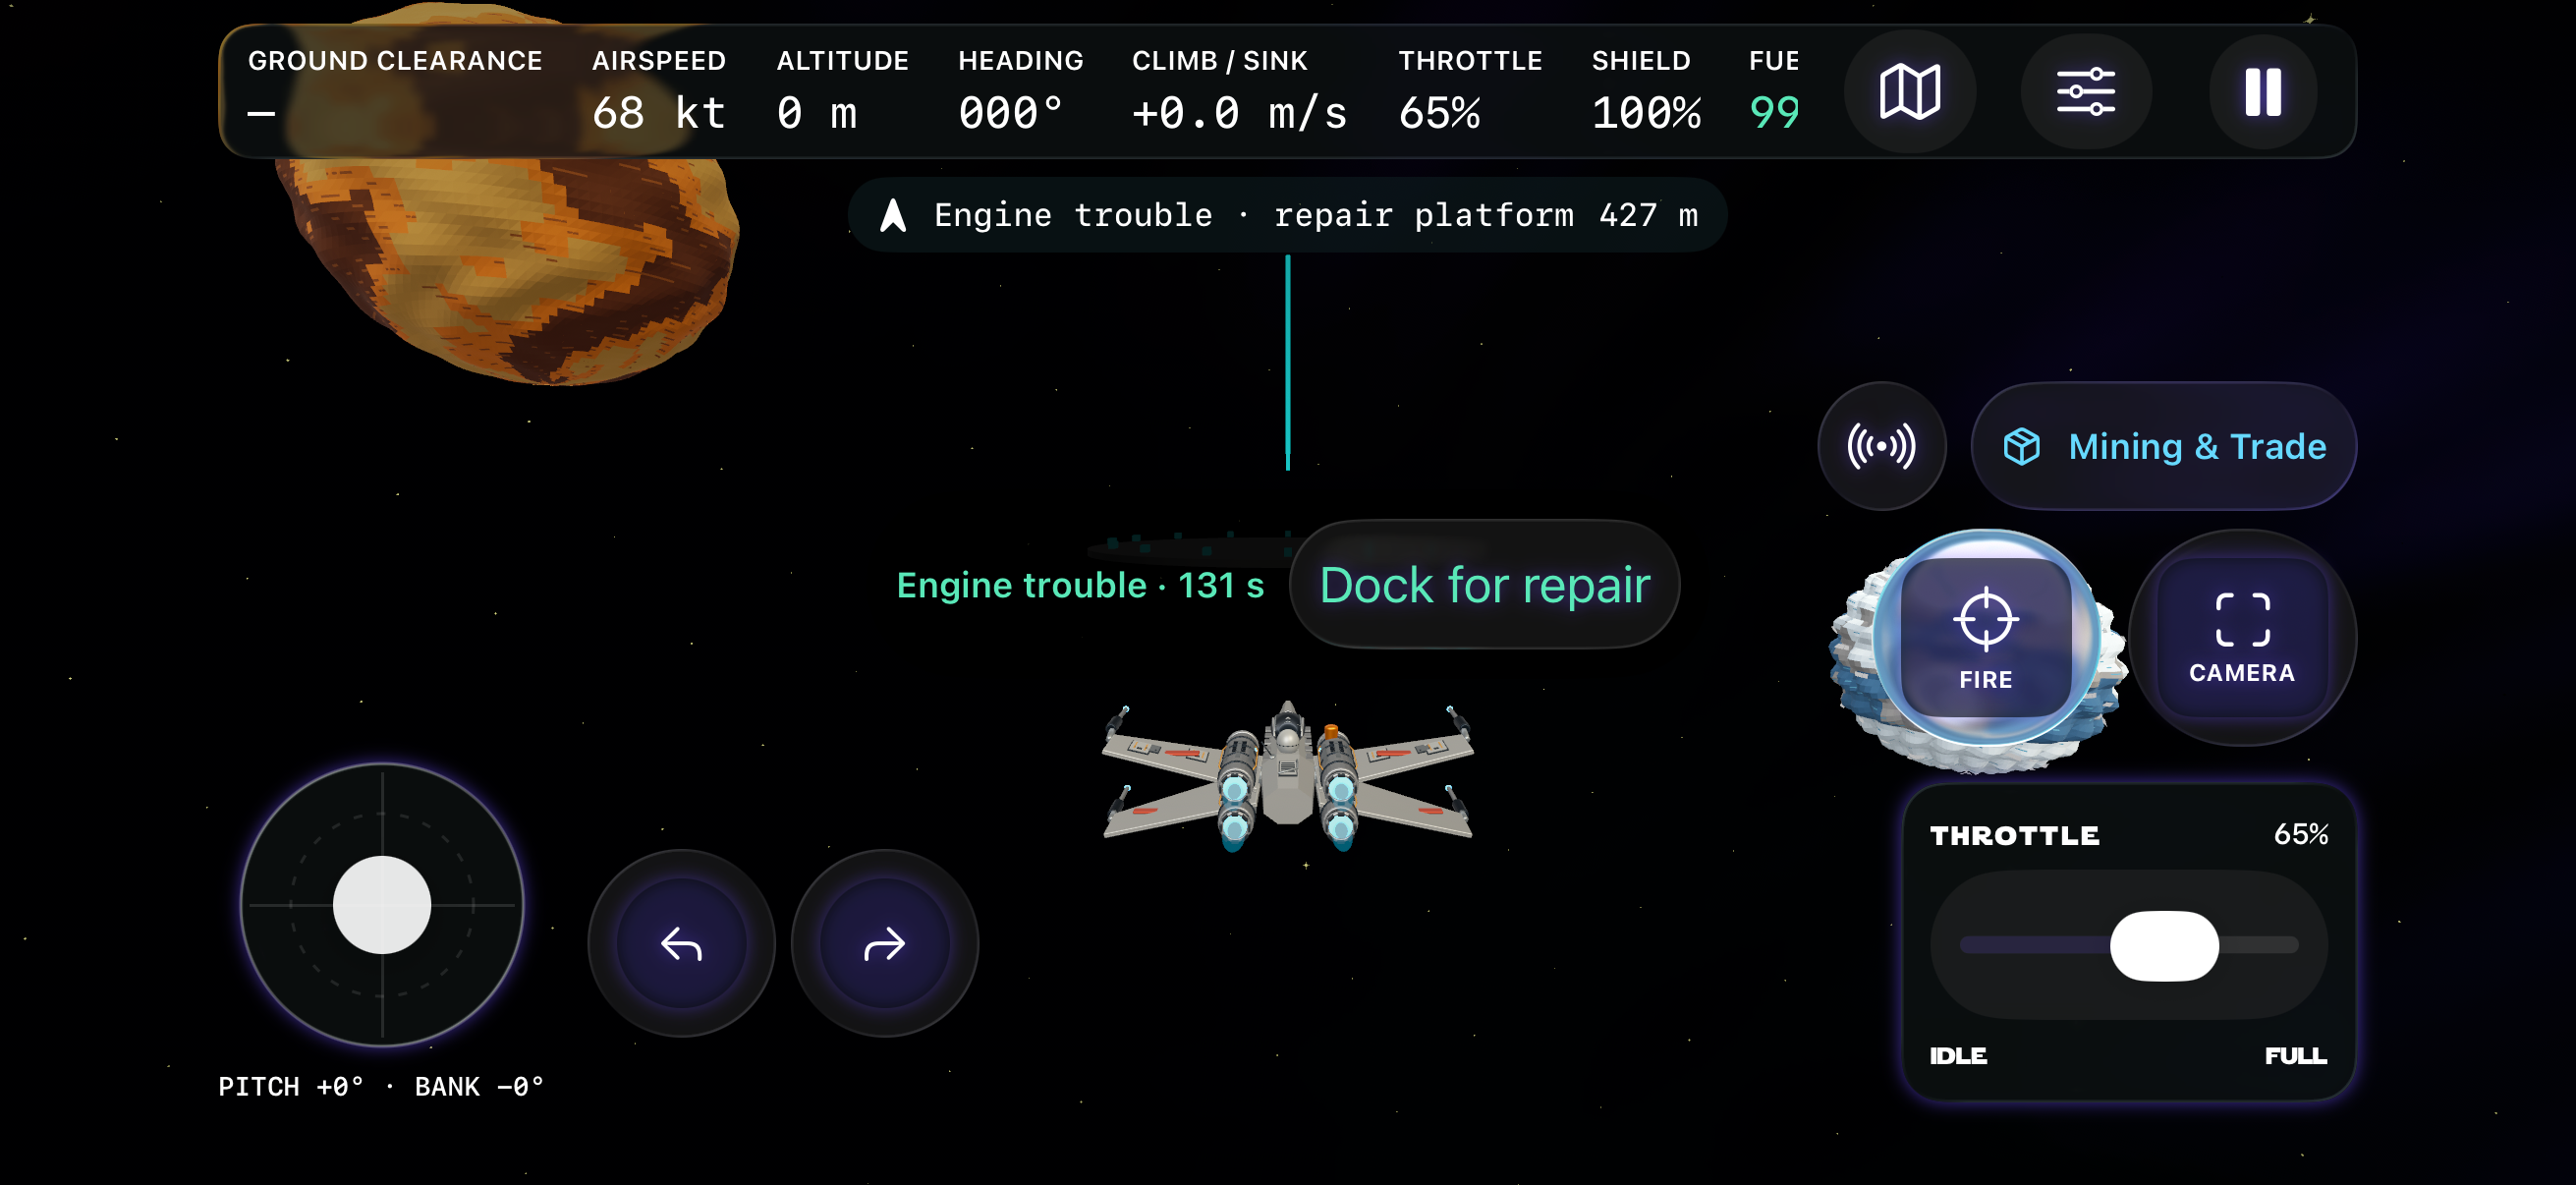 GROUND CLEARANCE AIRSPEED ALTITUDE HEADING CLIMB / SINK THROTTLE SHIELD FUE
— 68 kt 0 m 000° +0.0 m/s 65% 100% 99
Engine trouble · repair platform 427 m
Mining & Trade
Engine trouble · 131 s
Dock for repair
FIRE
CAMERA
THROTTLE 65%
IDLE FULL
PITCH +0° · BANK −0°